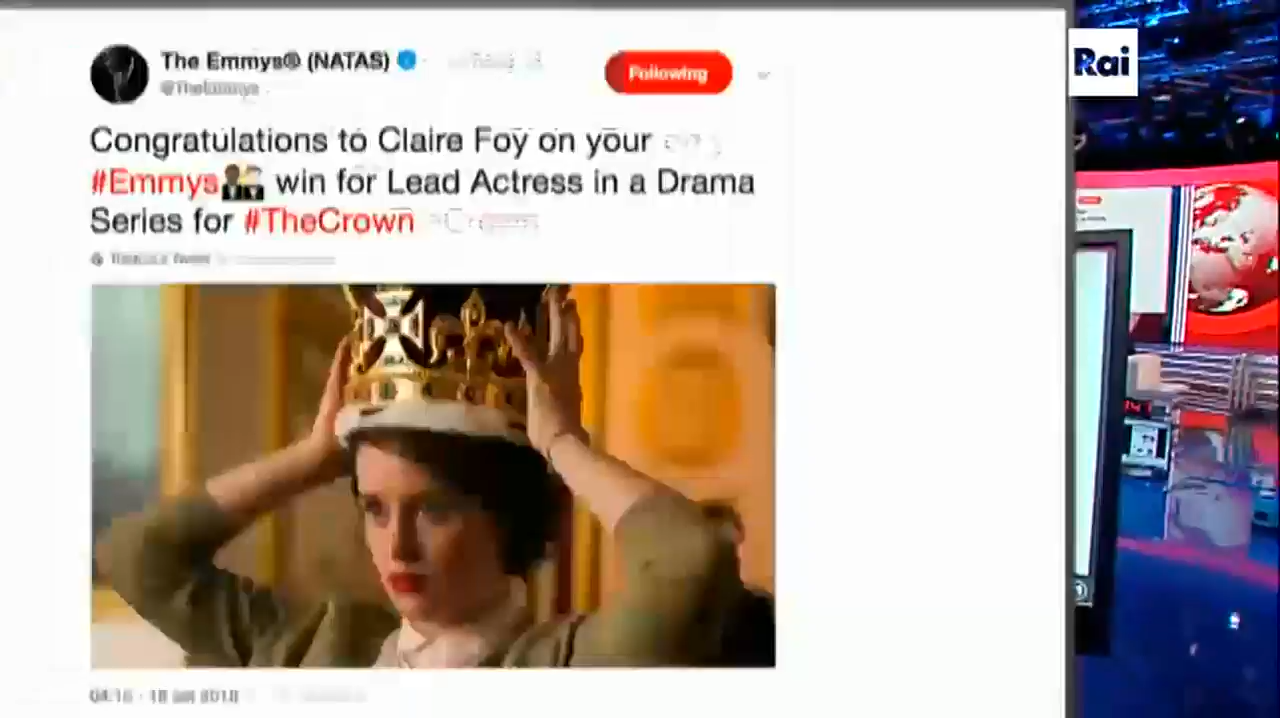 The Emmys® (NATAS)
Rai
Following
@TheEmmys
Congratulations to Claire Foy on your
#Emmys win for Lead Actress in a Drama
Series for #TheCrown